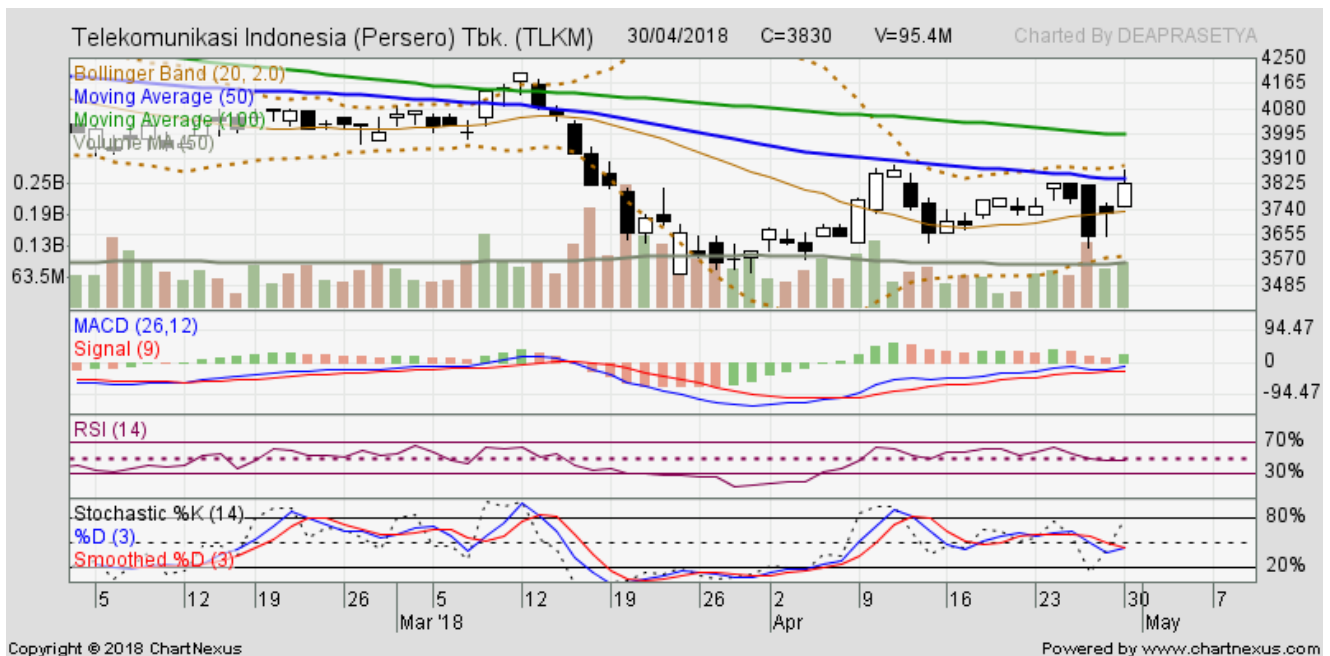 Telekomunikasi Indonesia (Persero) Tbk. (TLKM) 30/04/2018 C=3830 V=95.4M Charted By DEAPRASETYA
Bollinger Band (20, 2.0)
Moving Average (50)
Moving Average (100)
Volume MA (50)
0.25B
0.19B
0.13B
63.5M
4250
4165
4080
3995
3910
3825
3740
3655
3570
3485
MACD (26,12)
Signal (9)
94.47
0
-94.47
RSI (14)
70%
30%
Stochastic %K (14)
%D (3)
Smoothed %D (3)
80%
20%
5 12 19 26 5 12 19 26 2 9 16 23 30 7
Mar '18 Apr May
Copyright © 2018 ChartNexus Powered by www.chartnexus.com